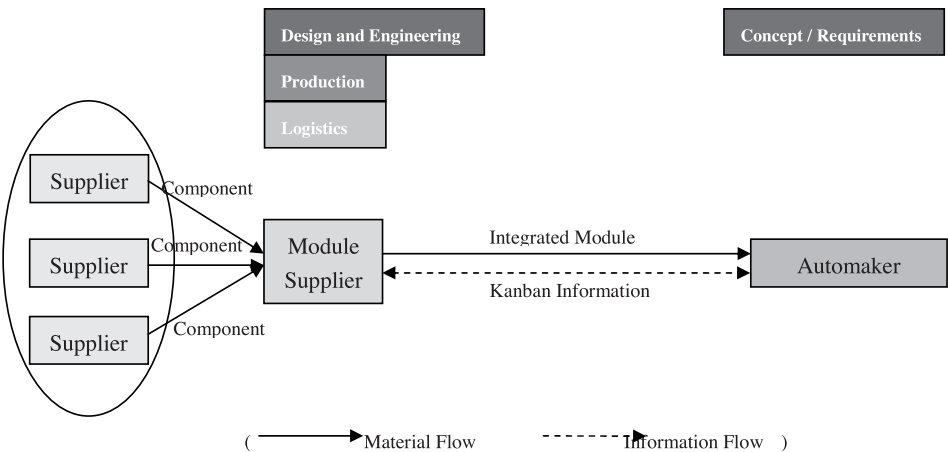 Design and Engineering
Concept / Requirements
Production
Logistics
Supplier
Component
Supplier
Component
Supplier
Component
Module
Supplier
Integrated Module
Kanban Information
Automaker
( Material Flow Information Flow )